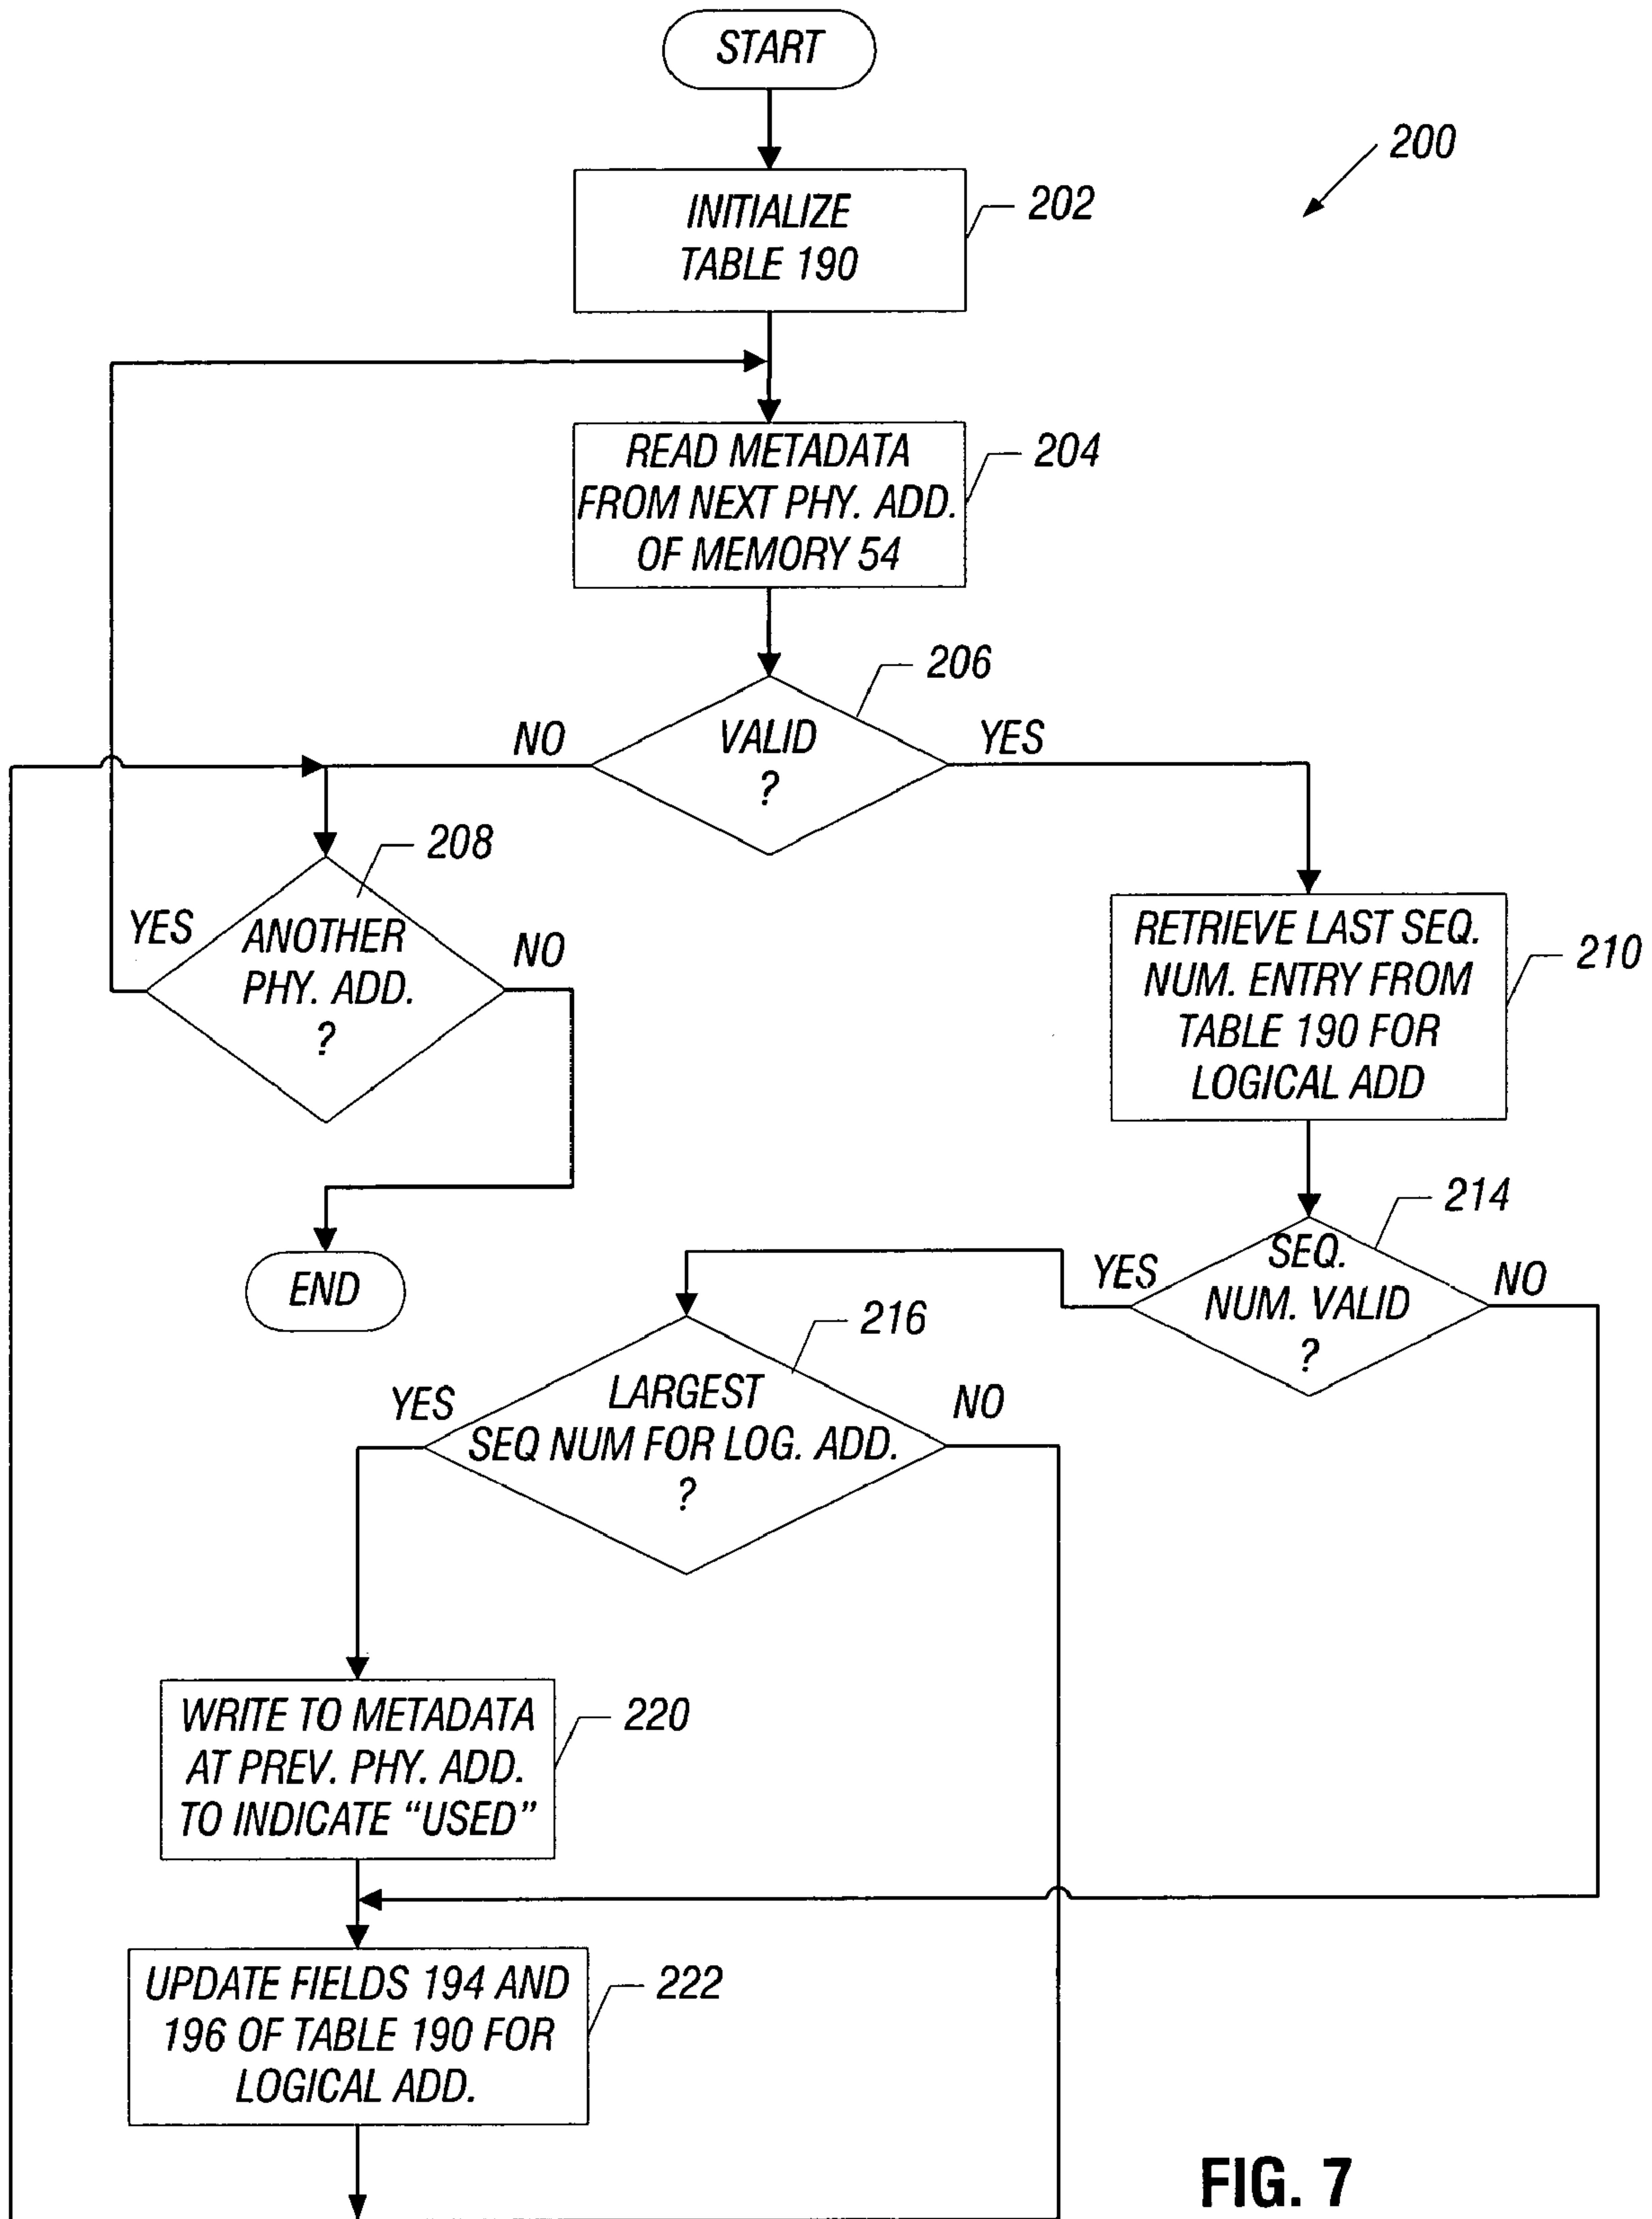 START
200
INITIALIZE
TABLE 190
202
READ METADATA
FROM NEXT PHY. ADD.
OF MEMORY 54
204
206
NO
VALID
?
YES
208
YES
ANOTHER
PHY. ADD.
?
NO
RETRIEVE LAST SEQ.
NUM. ENTRY FROM
TABLE 190 FOR
LOGICAL ADD
210
END
214
YES
SEQ.
NUM. VALID
?
NO
216
YES
LARGEST
SEQ NUM FOR LOG. ADD.
?
NO
WRITE TO METADATA
AT PREV. PHY. ADD.
TO INDICATE “USED”
220
UPDATE FIELDS 194 AND
196 OF TABLE 190 FOR
LOGICAL ADD.
222
FIG. 7